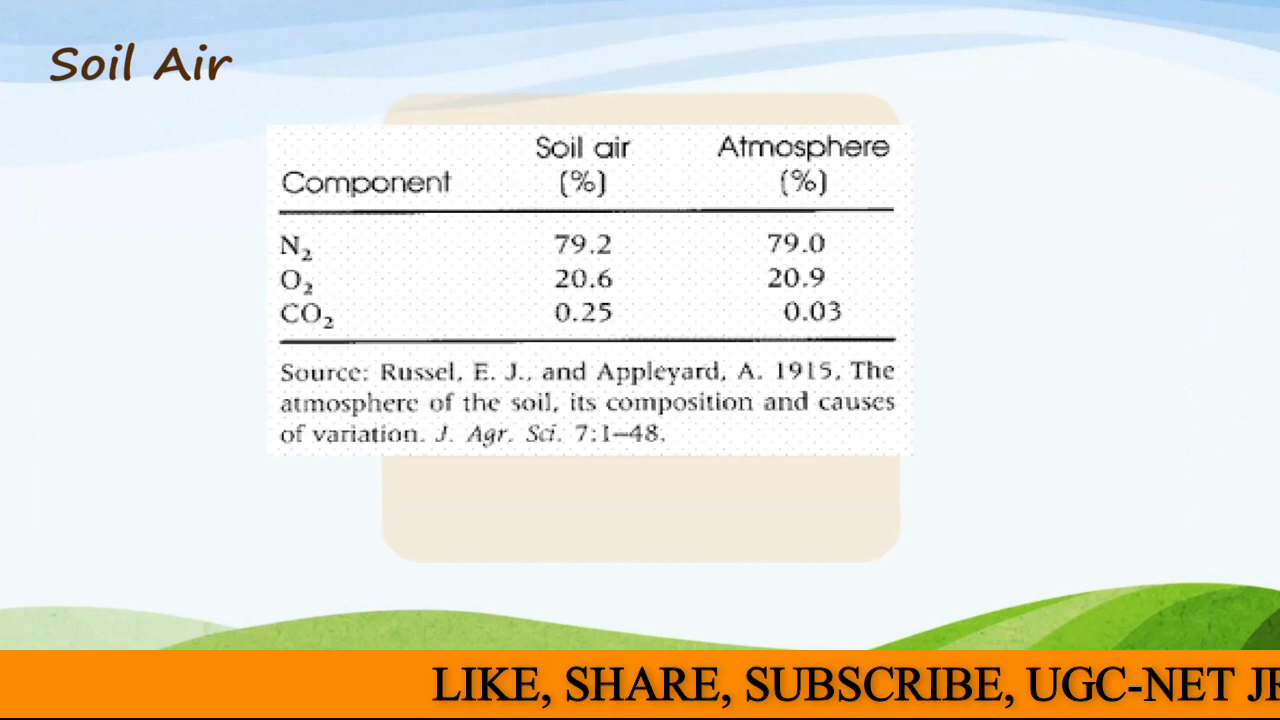 Soil Air
Soil air Atmosphere
Component (%) (%)
N₂ 79.2 79.0
O₂ 20.6 20.9
CO₂ 0.25 0.03
Source: Russel, E. J., and Appleyard, A. 1915, The
atmosphere of the soil, its composition and causes
of variation. J. Agr. Sci. 7:1–48.
LIKE, SHARE, SUBSCRIBE, UGC-NET